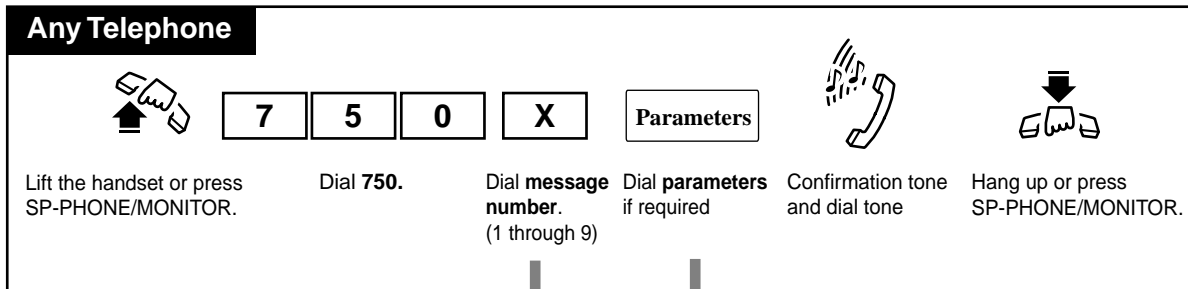 Any Telephone
7 5 0 X Parameters
Lift the handset or press
SP-PHONE/MONITOR.
Dial 750.
Dial message
number.
(1 through 9)
Dial parameters
if required
Confirmation tone
and dial tone
Hang up or press
SP-PHONE/MONITOR.